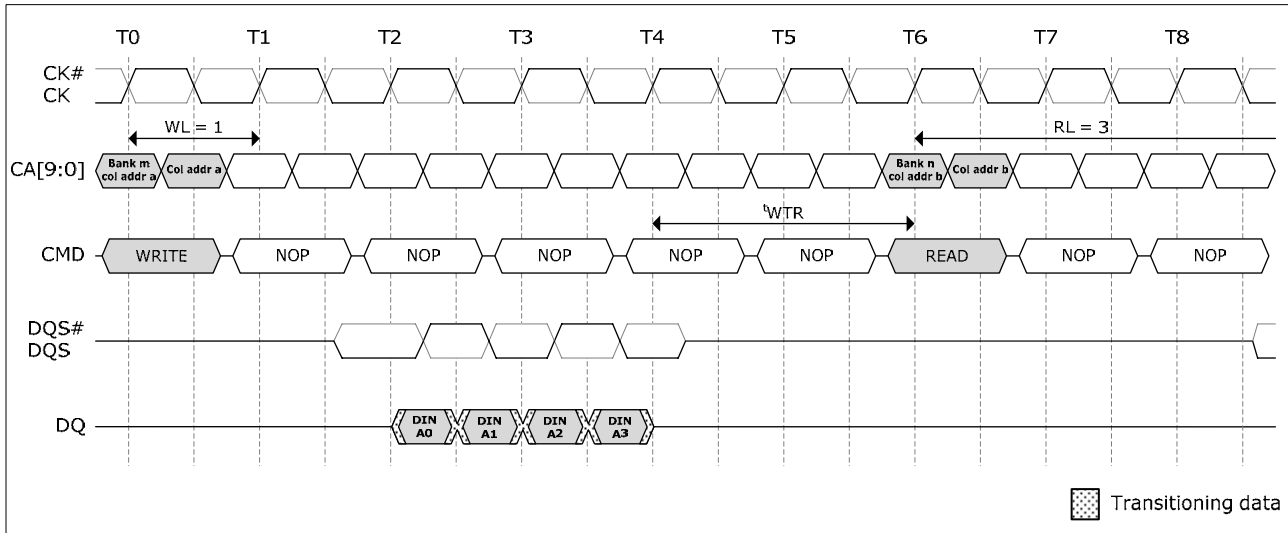 T0 T1 T2 T3 T4 T5 T6 T7 T8
CK#
CK
WL = 1 RL = 3
CA[9:0] Bank m col addr a Col addr a Bank n col addr b Col addr b
tWTR
CMD WRITE NOP NOP NOP NOP NOP READ NOP NOP
DQS#
DQS
DQ DIN A0 DIN A1 DIN A2 DIN A3
Transitioning data